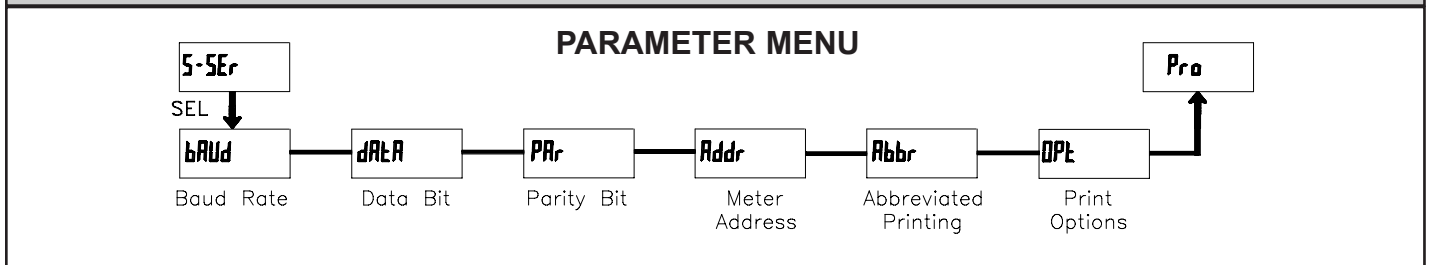 PARAMETER MENU
5-SEr
Pro
SEL
bAUd
dAtA
PAr
Addr
Abbr
OPt
Baud Rate
Data Bit
Parity Bit
Meter
Address
Abbreviated
Printing
Print
Options